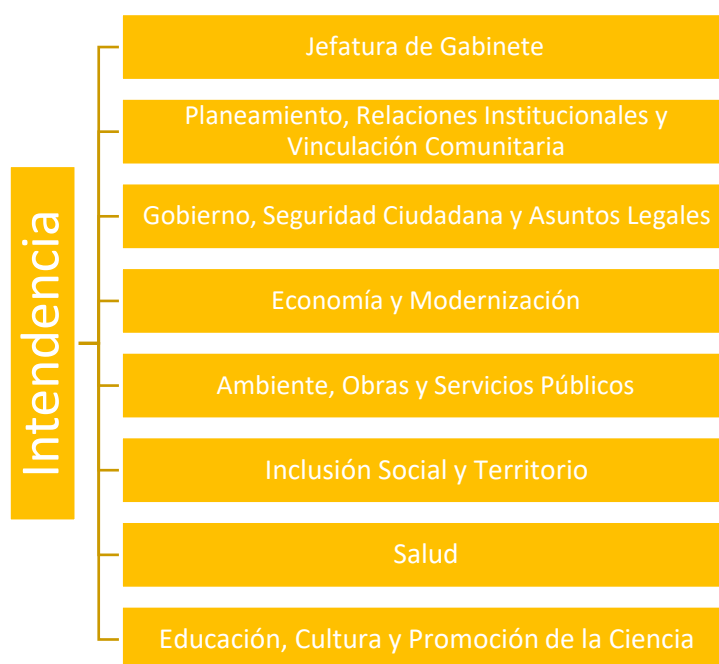 Intendencia
Jefatura de Gabinete
Planeamiento, Relaciones Institucionales y
Vinculación Comunitaria
Gobierno, Seguridad Ciudadana y Asuntos Legales
Economía y Modernización
Ambiente, Obras y Servicios Públicos
Inclusión Social y Territorio
Salud
Educación, Cultura y Promoción de la Ciencia